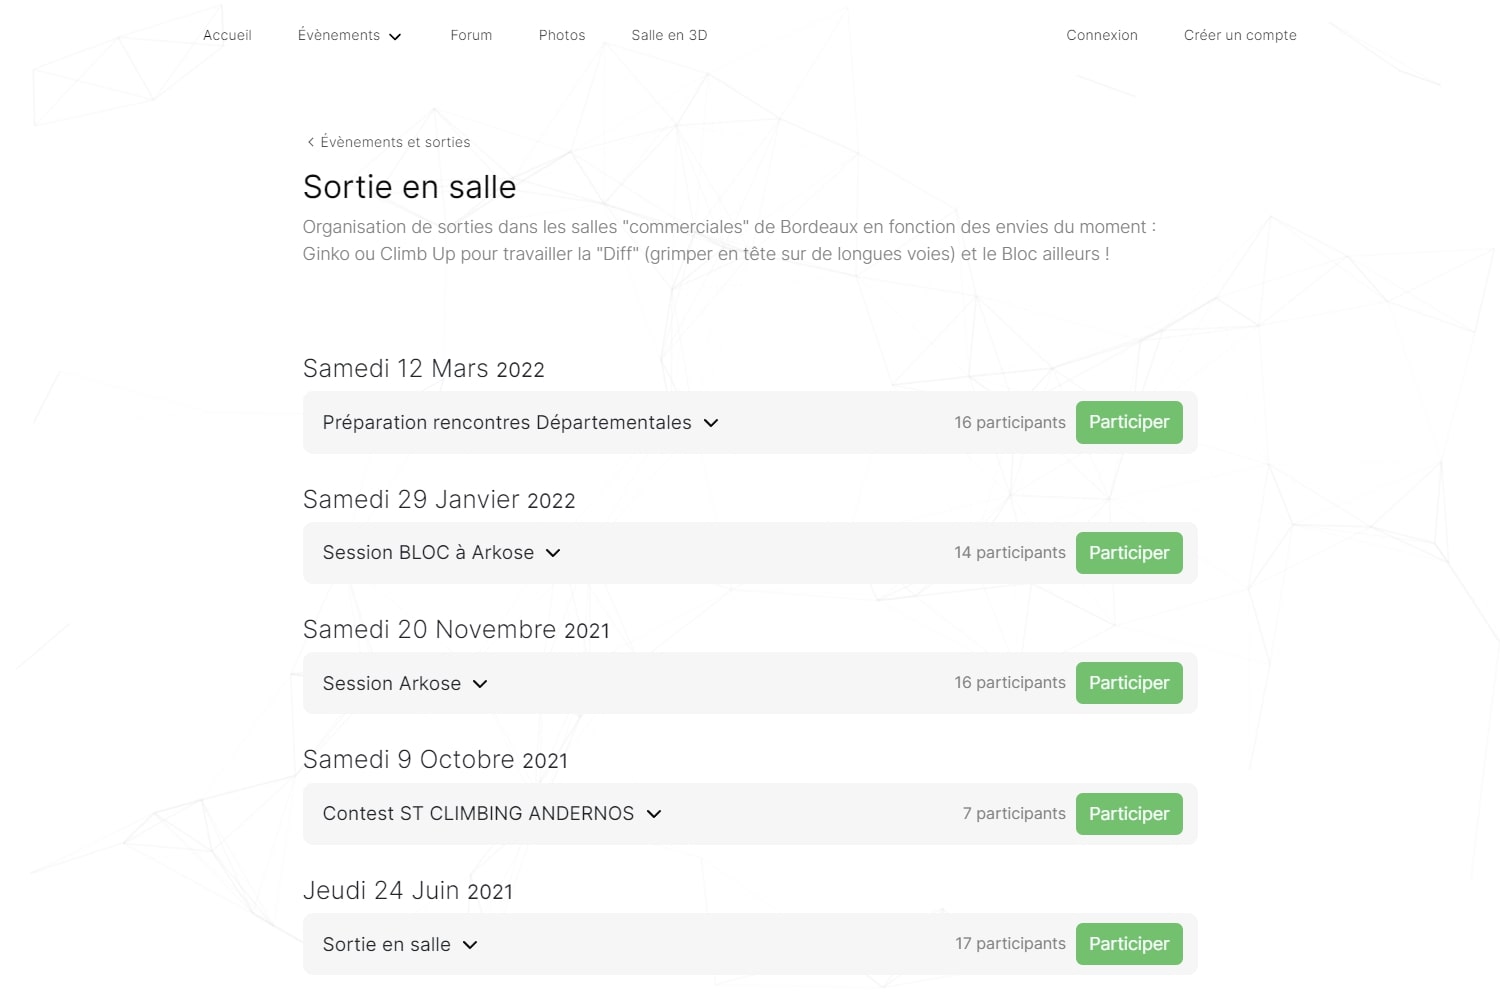 Accueil Évènements Forum Photos Salle en 3D Connexion Créer un compte
Évènements et sorties
Sortie en salle
Organisation de sorties dans les salles "commerciales" de Bordeaux en fonction des envies du moment :
Ginko ou Climb Up pour travailler la "Diff" (grimper en tête sur de longues voies) et le Bloc ailleurs !
Samedi 12 Mars 2022
Préparation rencontres Départementales 16 participants Participer
Samedi 29 Janvier 2022
Session BLOC à Arkose 14 participants Participer
Samedi 20 Novembre 2021
Session Arkose 16 participants Participer
Samedi 9 Octobre 2021
Contest ST CLIMBING ANDERNOS 7 participants Participer
Jeudi 24 Juin 2021
Sortie en salle 17 participants Participer